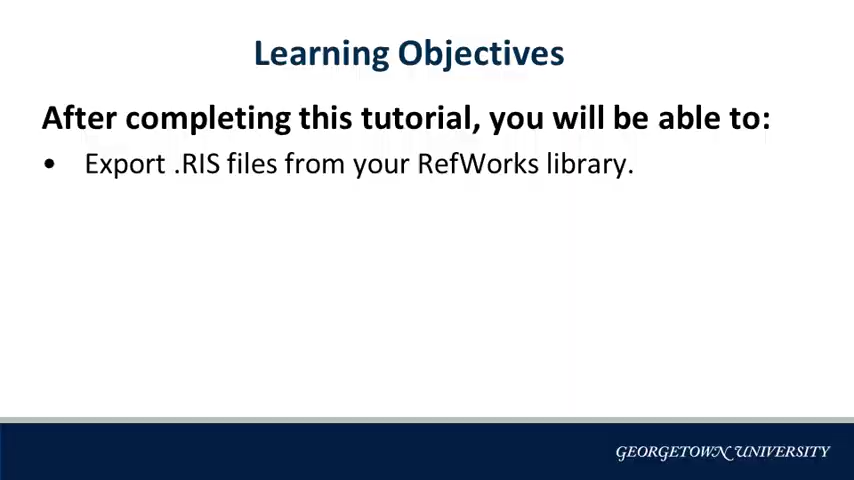 Learning Objectives
After completing this tutorial, you will be able to:
• Export .RIS files from your RefWorks library.
GEORGETOWN UNIVERSITY